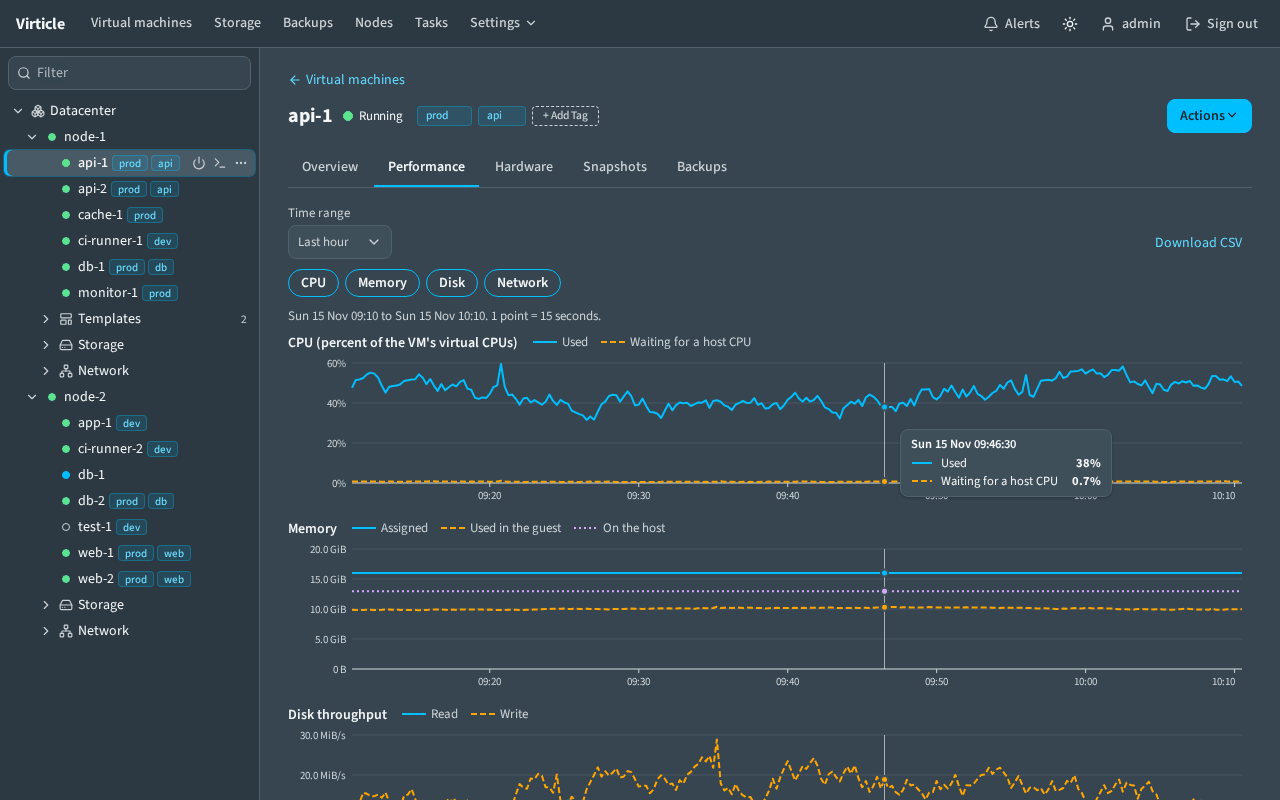 Virticle Virtual machines Storage Backups Nodes Tasks Settings Alerts admin Sign out
Filter
Datacenter
node-1
api-1 prod api
api-2 prod api
cache-1 prod
ci-runner-1 dev
db-1 prod db
monitor-1 prod
Templates 2
Storage
Network
node-2
app-1 dev
ci-runner-2 dev
db-1
db-2 prod db
test-1 dev
web-1 prod web
web-2 prod web
Storage
Network
Virtual machines
api-1 Running prod api + Add Tag Actions
Overview Performance Hardware Snapshots Backups
Time range
Last hour Download CSV
CPU Memory Disk Network
Sun 15 Nov 09:10 to Sun 15 Nov 10:10. 1 point = 15 seconds.
CPU (percent of the VM's virtual CPUs) Used Waiting for a host CPU
60%
40%
20%
0%
Sun 15 Nov 09:46:30
Used 38%
Waiting for a host CPU 0.7%
09:20 09:30 09:40 10:10
Memory Assigned Used in the guest On the host
20.0 GiB
15.0 GiB
10.0 GiB
5.0 GiB
0 B
09:20 09:30 09:40 09:50 10:00 10:10
Disk throughput Read Write
30.0 MiB/s
20.0 MiB/s